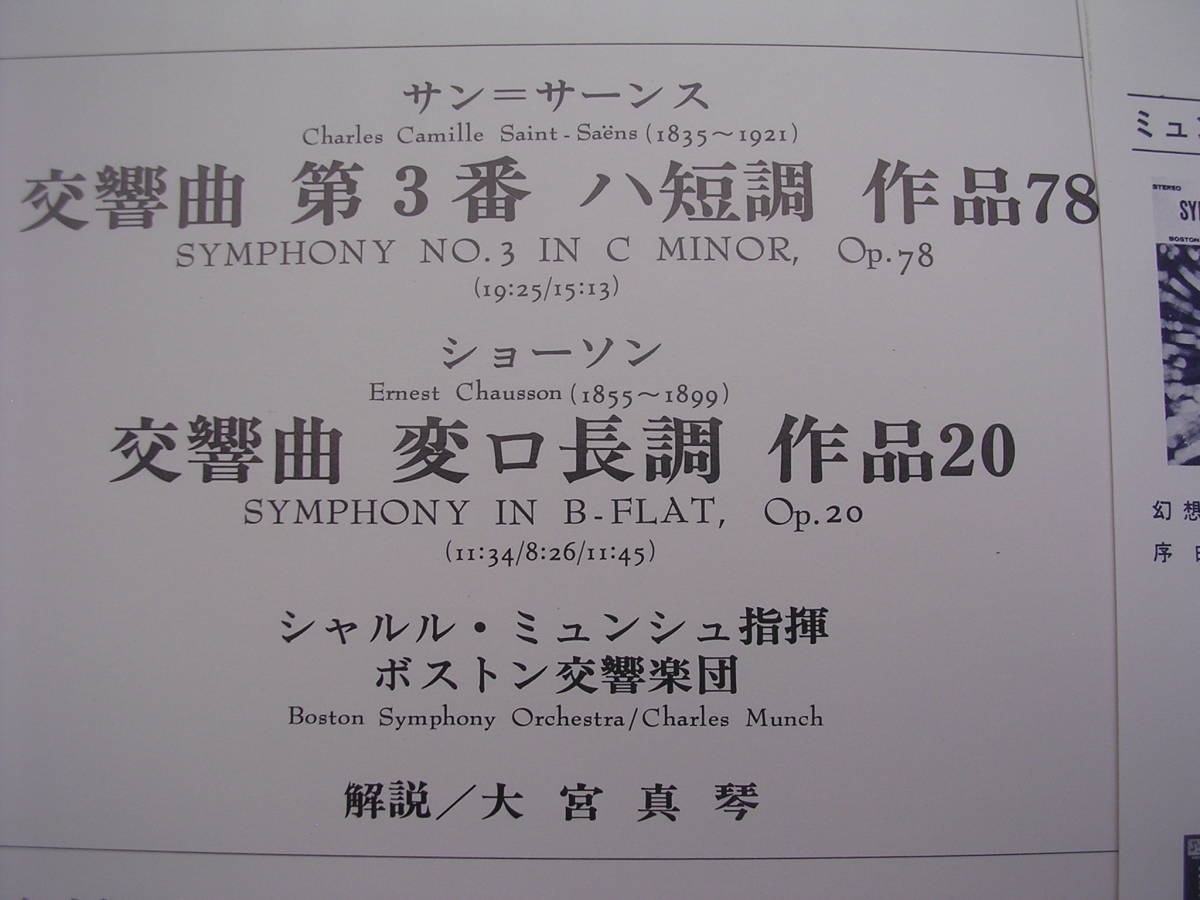 サン＝サーンス
Charles Camille Saint-Saëns (1835～1921)
交響曲 第3番 ハ短調 作品78
SYMPHONY NO.3 IN C MINOR, Op.78
(19:25/15:13)
ショーソン
Ernest Chausson (1855～1899)
交響曲 変ロ長調 作品20
SYMPHONY IN B-FLAT, Op.20
(11:34/8:26/11:45)
シャルル・ミュンシュ指揮
ボストン交響楽団
Boston Symphony Orchestra/Charles Munch
解説／大宮真琴
ミュ
STEREO
SY
BOSTON
幻想
序